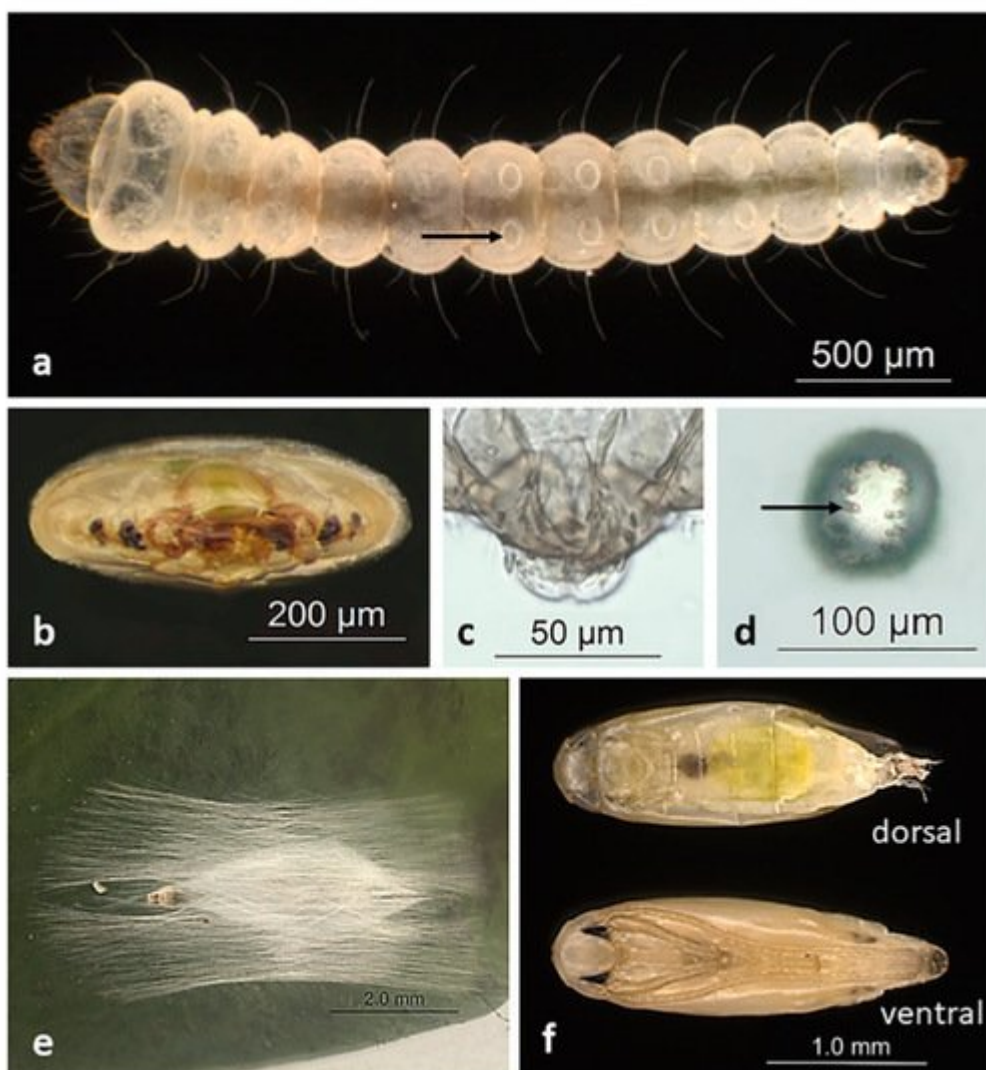 500 µm
a
200 µm
b
50 µm
c
100 µm
d
2.0 mm
e
dorsal
ventral
1.0 mm
f